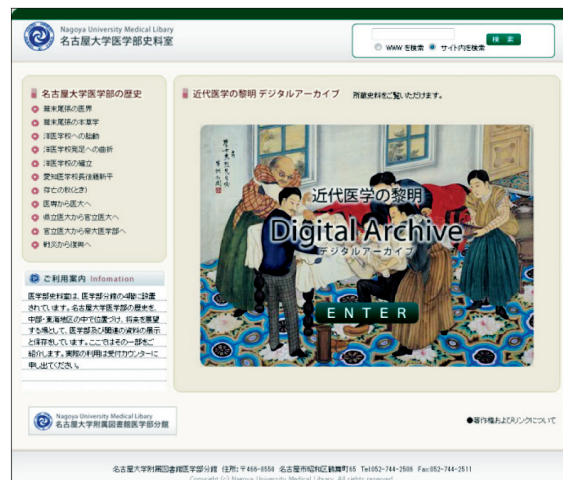 Nagoya University Medical Libary
名古屋大学医学部史料室
検 索
WWW を検索 サイト内を検索
名古屋大学医学部の歴史
幕末尾張の医界
幕末尾張の本草学
洋医学校への胎動
洋医学校発足への曲折
洋医学校の確立
愛知医学校長後藤新平
存亡の秋(とき)
医専から医大へ
県立医大から官立医大へ
官立医大から帝大医学部へ
戦災から復興へ
近代医学の黎明 デジタルアーカイブ 所蔵史料をご覧いただけます。
近代医学の黎明
Digital Archive
デジタルアーカイブ
ENTER
ご利用案内 Infomation
医学部史料室は、医学部分館の4階に設置
されています。名古屋大学医学部の歴史を、
中部・東海地区の中で位置づけ、将来を展望
する場として、医学部及び関連の資料の展示
と保存をしています。ここではその一部をご
紹介します。実際の利用は受付カウンターに
申し出てください。
Nagoya University Medical Libary
名古屋大学附属図書館医学部分館
●著作権およびリンクについて
名古屋大学附属図書館医学部分館 (住所:〒466-8550 名古屋市昭和区鶴舞町65 Tel052-744-2506 Fax:052-744-2511
Copyright (c) Nagoya University Medical Library. All rights reserved.